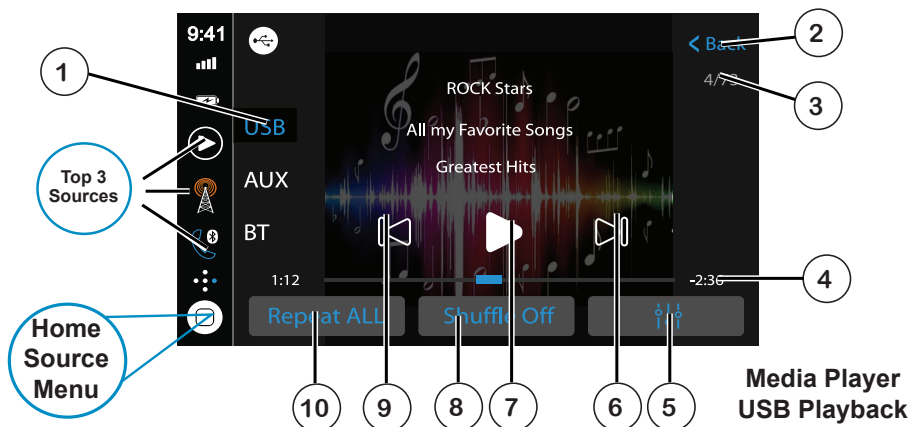 9:41
1
2
< Back
4/73
3
ROCK Stars
All my Favorite Songs
Greatest Hits
USB
AUX
BT
Top 3
Sources
1:12
-2:36
4
Repeat ALL
Shuffle Off
Home
Source
Menu
10
9
8
7
6
5
Media Player
USB Playback